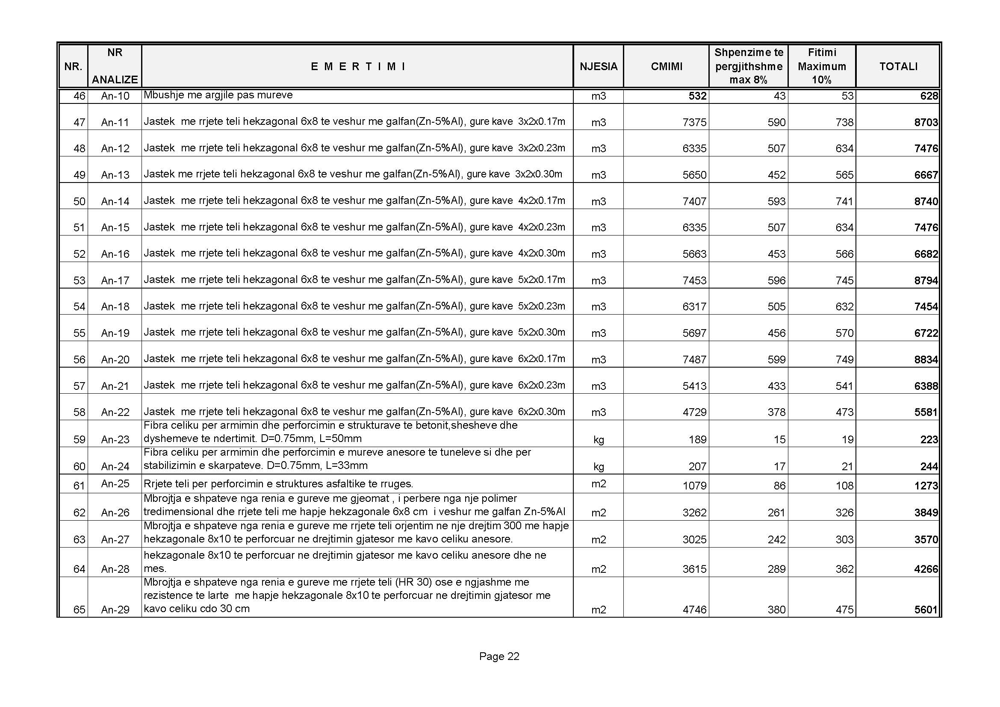 NR. NR ANALIZE E M E R T I M I NJESIA CMIMI Shpenzime te pergjithshme max 8% Fitimi Maximum 10% TOTALI
46 An-10 Mbushje me argjile pas mureve m3 532 43 53 628
47 An-11 Jastek me rrjete teli hekzagonal 6x8 te veshur me galfan(Zn-5%Al), gure kave 3x2x0.17m m3 7375 590 738 8703
48 An-12 Jastek me rrjete teli hekzagonal 6x8 te veshur me galfan(Zn-5%Al), gure kave 3x2x0.23m m3 6335 507 634 7476
49 An-13 Jastek me rrjete teli hekzagonal 6x8 te veshur me galfan(Zn-5%Al), gure kave 3x2x0.30m m3 5650 452 565 6667
50 An-14 Jastek me rrjete teli hekzagonal 6x8 te veshur me galfan(Zn-5%Al), gure kave 4x2x0.17m m3 7407 593 741 8740
51 An-15 Jastek me rrjete teli hekzagonal 6x8 te veshur me galfan(Zn-5%Al), gure kave 4x2x0.23m m3 6335 507 634 7476
52 An-16 Jastek me rrjete teli hekzagonal 6x8 te veshur me galfan(Zn-5%Al), gure kave 4x2x0.30m m3 5663 453 566 6682
53 An-17 Jastek me rrjete teli hekzagonal 6x8 te veshur me galfan(Zn-5%Al), gure kave 5x2x0.17m m3 7453 596 745 8794
54 An-18 Jastek me rrjete teli hekzagonal 6x8 te veshur me galfan(Zn-5%Al), gure kave 5x2x0.23m m3 6317 505 632 7454
55 An-19 Jastek me rrjete teli hekzagonal 6x8 te veshur me galfan(Zn-5%Al), gure kave 5x2x0.30m m3 5697 456 570 6722
56 An-20 Jastek me rrjete teli hekzagonal 6x8 te veshur me galfan(Zn-5%Al), gure kave 6x2x0.17m m3 7487 599 749 8834
57 An-21 Jastek me rrjete teli hekzagonal 6x8 te veshur me galfan(Zn-5%Al), gure kave 6x2x0.23m m3 5413 433 541 6388
58 An-22 Jastek me rrjete teli hekzagonal 6x8 te veshur me galfan(Zn-5%Al), gure kave 6x2x0.30m m3 4729 378 473 5581
Fibra celiku per armimin dhe perforcimin e strukturave te betonit,shesheve dhe
59 An-23 dyshemeve te ndertimit. D=0.75mm, L=50mm kg 189 15 19 223
Fibra celiku per armimin dhe perforcimin e mureve anesore te tuneleve si dhe per
60 An-24 stabilizimin e skarpateve. D=0.75mm, L=33mm kg 207 17 21 244
61 An-25 Rrjete teli per perforcimin e struktures asfaltike te rruges. m2 1079 86 108 1273
Mbrojtja e shpateve nga renia e gureve me gjeomat , i perbere nga nje polimer
62 An-26 tredimensional dhe rrjete teli me hapje hekzagonale 6x8 cm i veshur me galfan Zn-5%Al m2 3262 261 326 3849
Mbrojtja e shpateve nga renia e gureve me rrjete teli orjentim ne nje drejtim 300 me hapje
63 An-27 hekzagonale 8x10 te perforcuar ne drejtimin gjatesor me kavo celiku anesore. m2 3025 242 303 3570
hekzagonale 8x10 te perforcuar ne drejtimin gjatesor me kavo celiku anesore dhe ne
64 An-28 mes. m2 3615 289 362 4266
Mbrojtja e shpateve nga renia e gureve me rrjete teli (HR 30) ose e ngjashme me
rezistence te larte me hapje hekzagonale 8x10 te perforcuar ne drejtimin gjatesor me
65 An-29 kavo celiku cdo 30 cm m2 4746 380 475 5601
Page 22